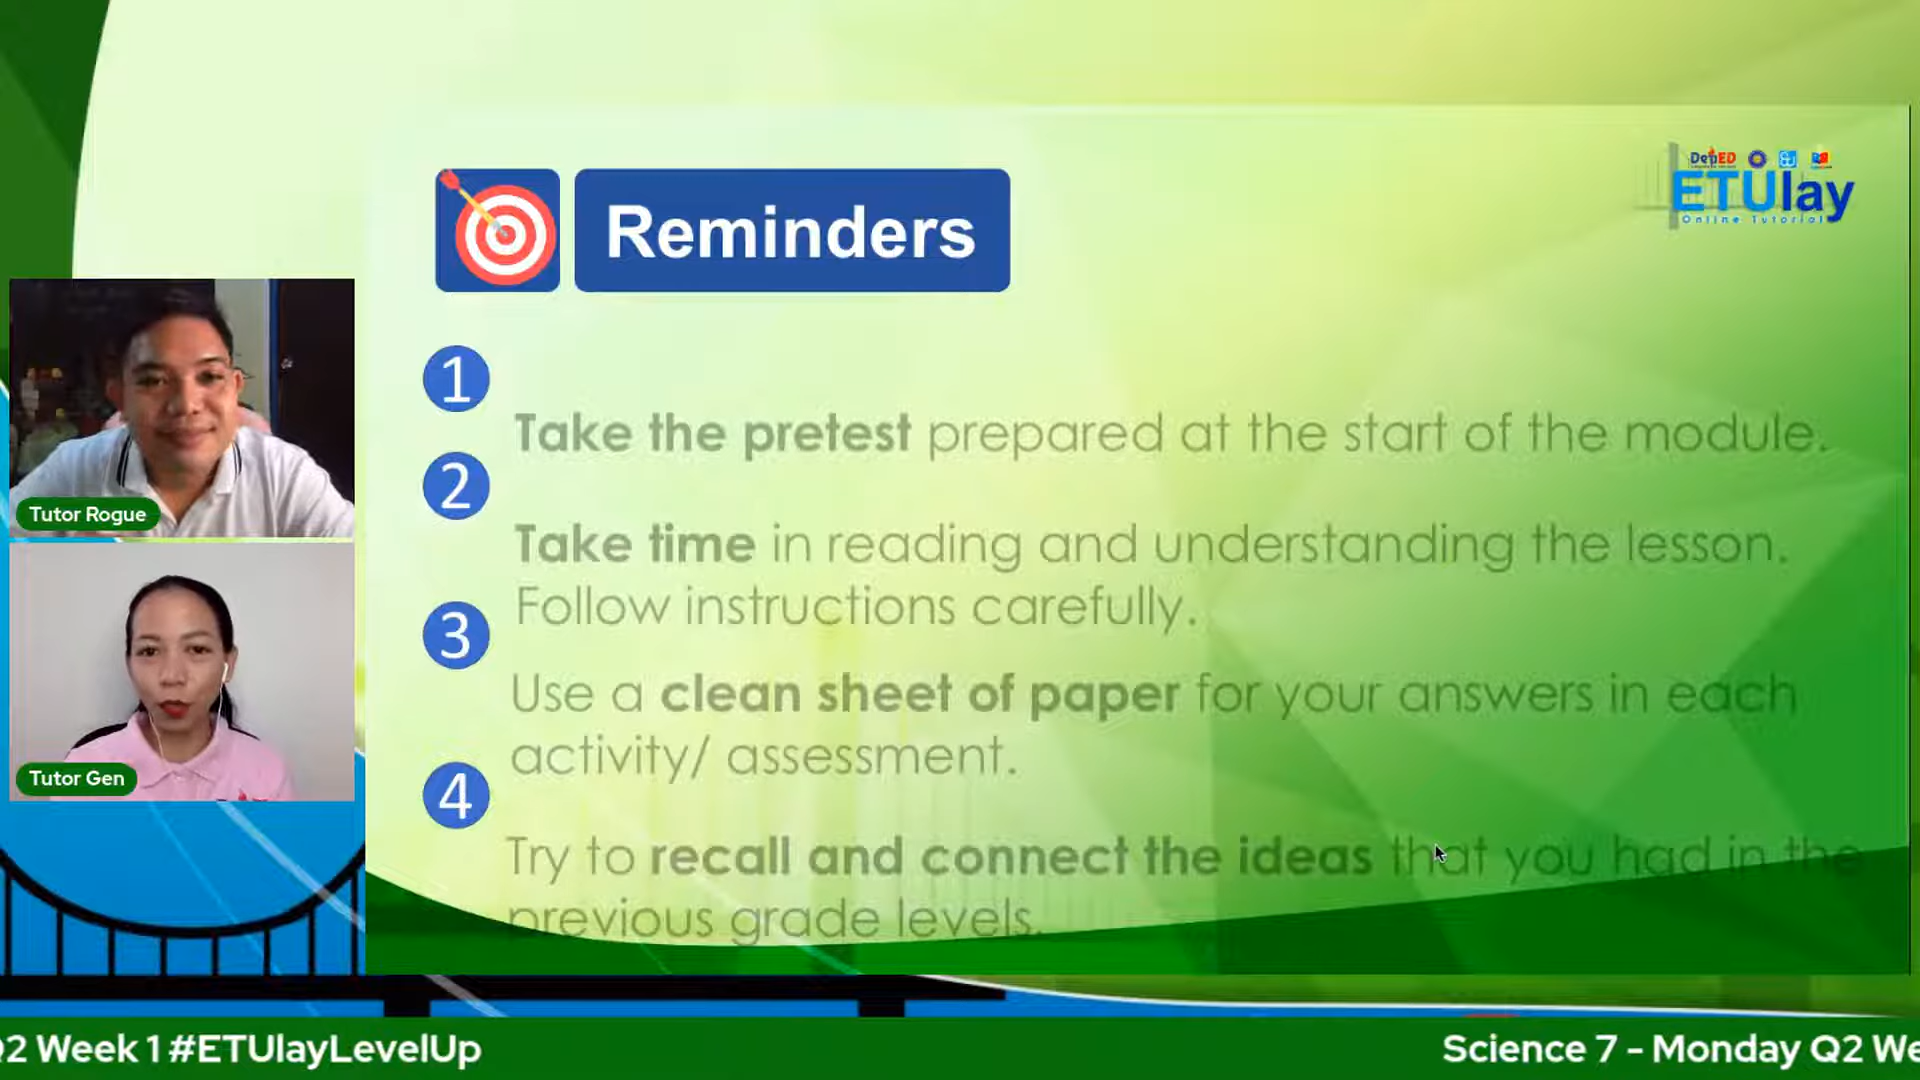 DepED
ETUlay
Online Tutorial
Reminders
1
Take the pretest prepared at the start of the module.
2
Take time in reading and understanding the lesson.
Follow instructions carefully.
3
Use a clean sheet of paper for your answers in each
activity/ assessment.
4
Try to recall and connect the ideas that you had in the
previous grade levels.
Tutor Rogue
Tutor Gen
Q2 Week 1 #ETUlayLevelUp
Science 7 - Monday Q2 We